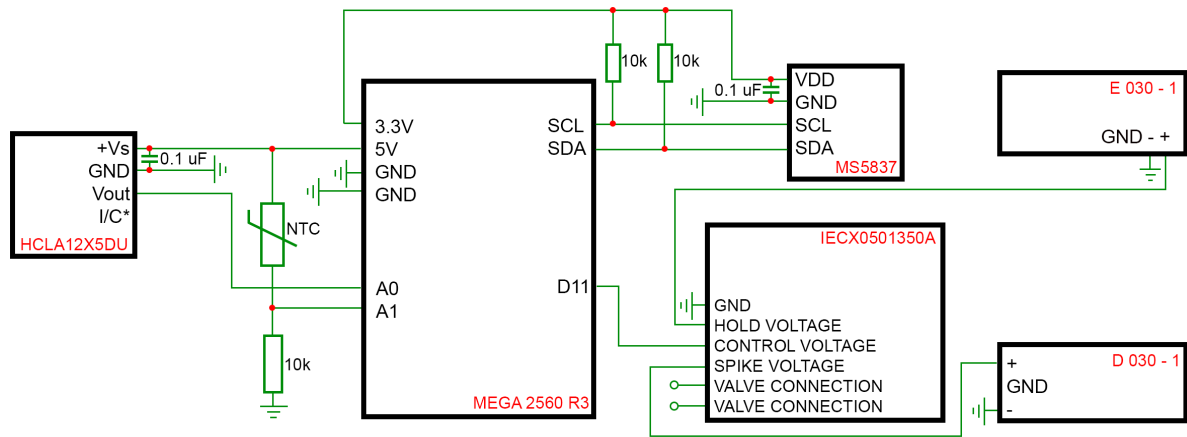 +Vs
GND
Vout
I/C*
HCLA12X5DU
0.1 uF
NTC
10k
3.3V
5V
GND
GND
A0
A1
SCL
SDA
D11
MEGA 2560 R3
10k
10k
0.1 uF
VDD
GND
SCL
SDA
MS5837
E 030 - 1
GND - +
IECX0501350A
GND
HOLD VOLTAGE
CONTROL VOLTAGE
SPIKE VOLTAGE
VALVE CONNECTION
VALVE CONNECTION
D 030 - 1
+
GND
-